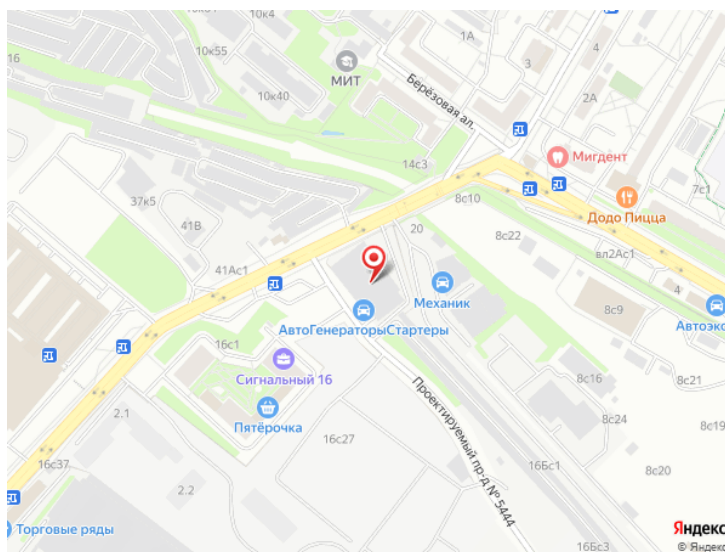 10к4
10к55
16
10к40
МИТ
1А
3
4
2А
Берёзовая ал.
Мигдент
14с3
7с1
Додо Пицца
37к5
41В
8с10
20
8с22
вл2Ас1
41Ас1
4
Механик
8с9
АвтоГенераторыСтартеры
Автоэкс
16с1
Сигнальный 16
8с16
8с21
Пятёрочка
Проектируемый пр-д № 5444
2.1
8с24
8с19
16с27
16Бс1
16с37
8с20
2.2
Торговые ряды
Яндекс
16Бс3
© Яндекс